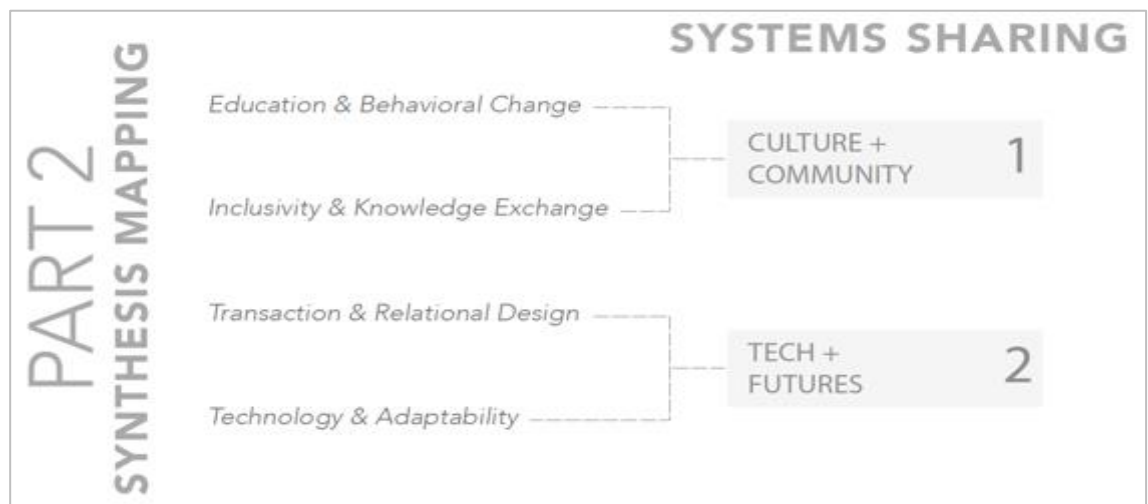 PART 2
SYNTHESIS MAPPING
SYSTEMS SHARING
Education & Behavioral Change
Inclusivity & Knowledge Exchange
CULTURE +
COMMUNITY
1
Transaction & Relational Design
Technology & Adaptability
TECH +
FUTURES
2